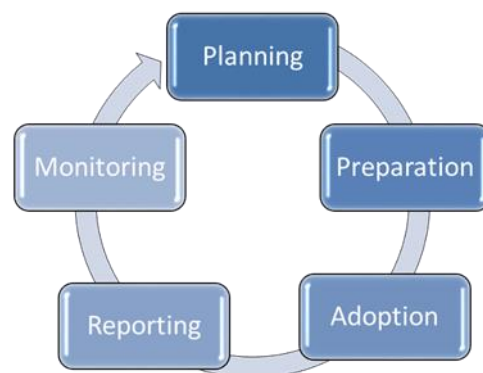 Planning
Preparation
Adoption
Reporting
Monitoring